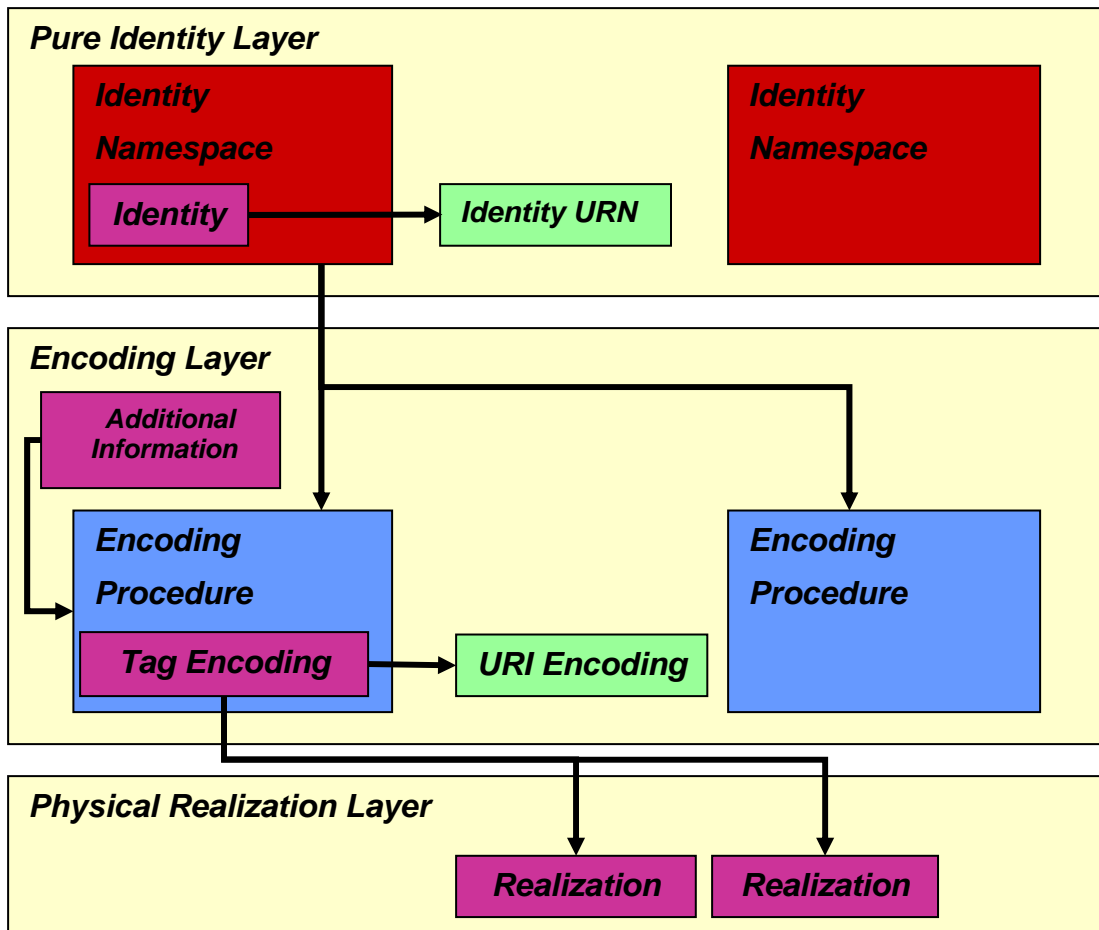 Pure Identity Layer
Identity
Namespace
Identity
Identity URN
Identity
Namespace
Encoding Layer
Additional
Information
Encoding
Procedure
Tag Encoding
URI Encoding
Encoding
Procedure
Physical Realization Layer
Realization
Realization